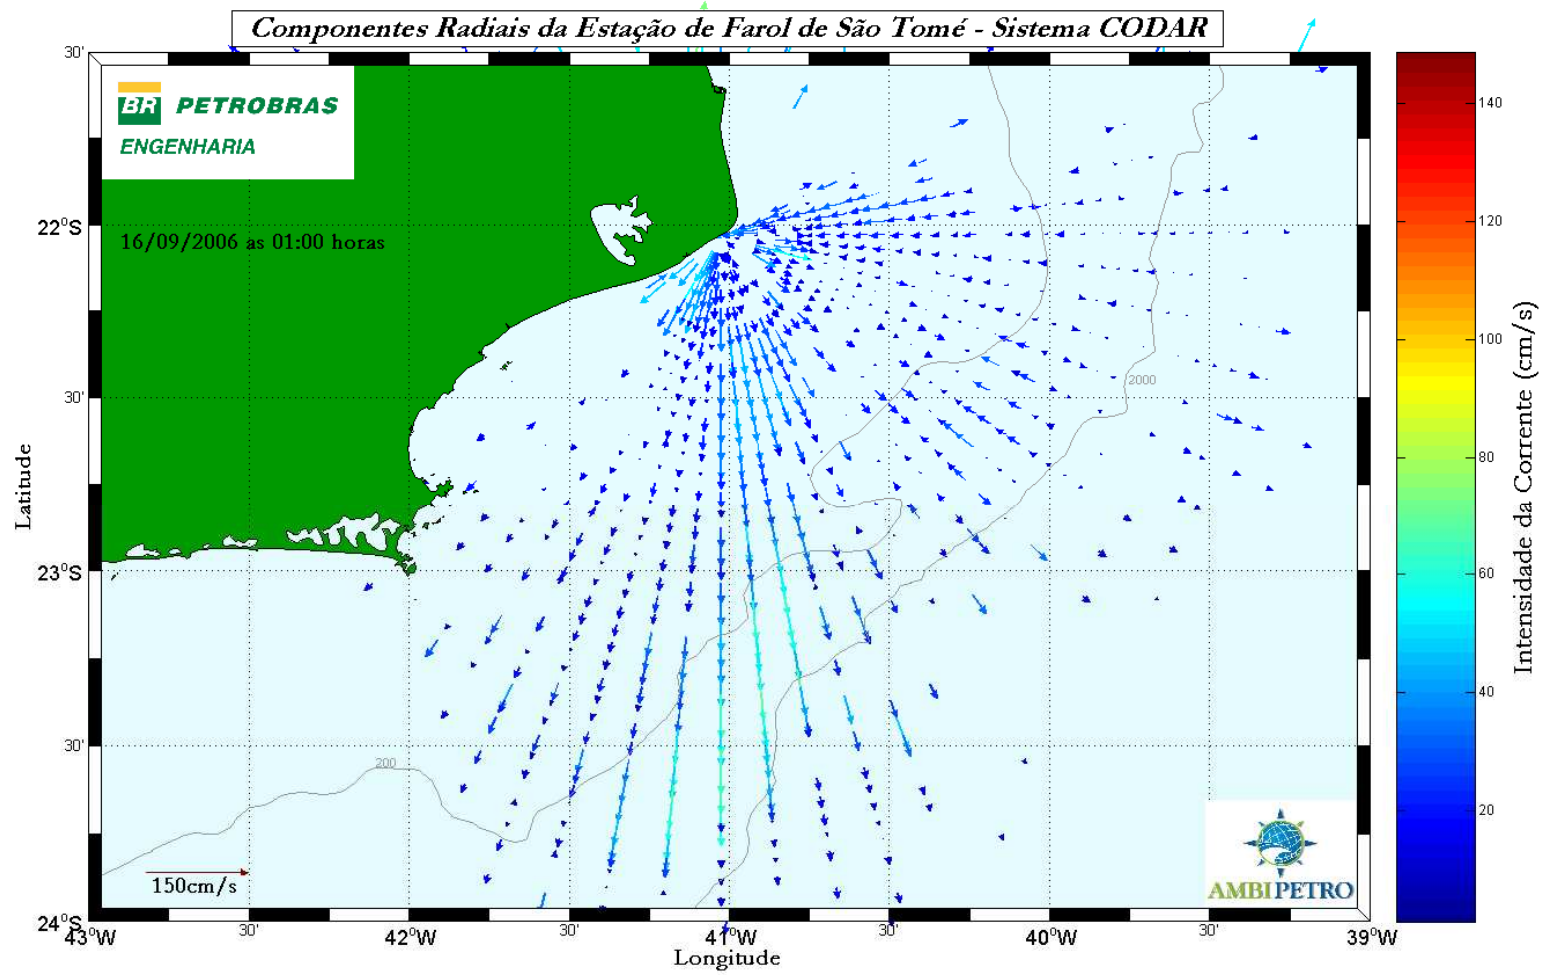 Componentes Radiais da Estação de Farol de São Tomé - Sistema CODAR
30'
BR PETROBRAS
ENGENHARIA
140
22°S
16/09/2006 as 01:00 horas
120
100
2000
30'
80
Latitude
Intensidade da Corrente (cm/s)
23°S
60
40
30'
200
20
150cm/s
AMBIPETRO
24°S
43°W
30'
42°W
30'
41°W
30'
40°W
30'
39°W
Longitude